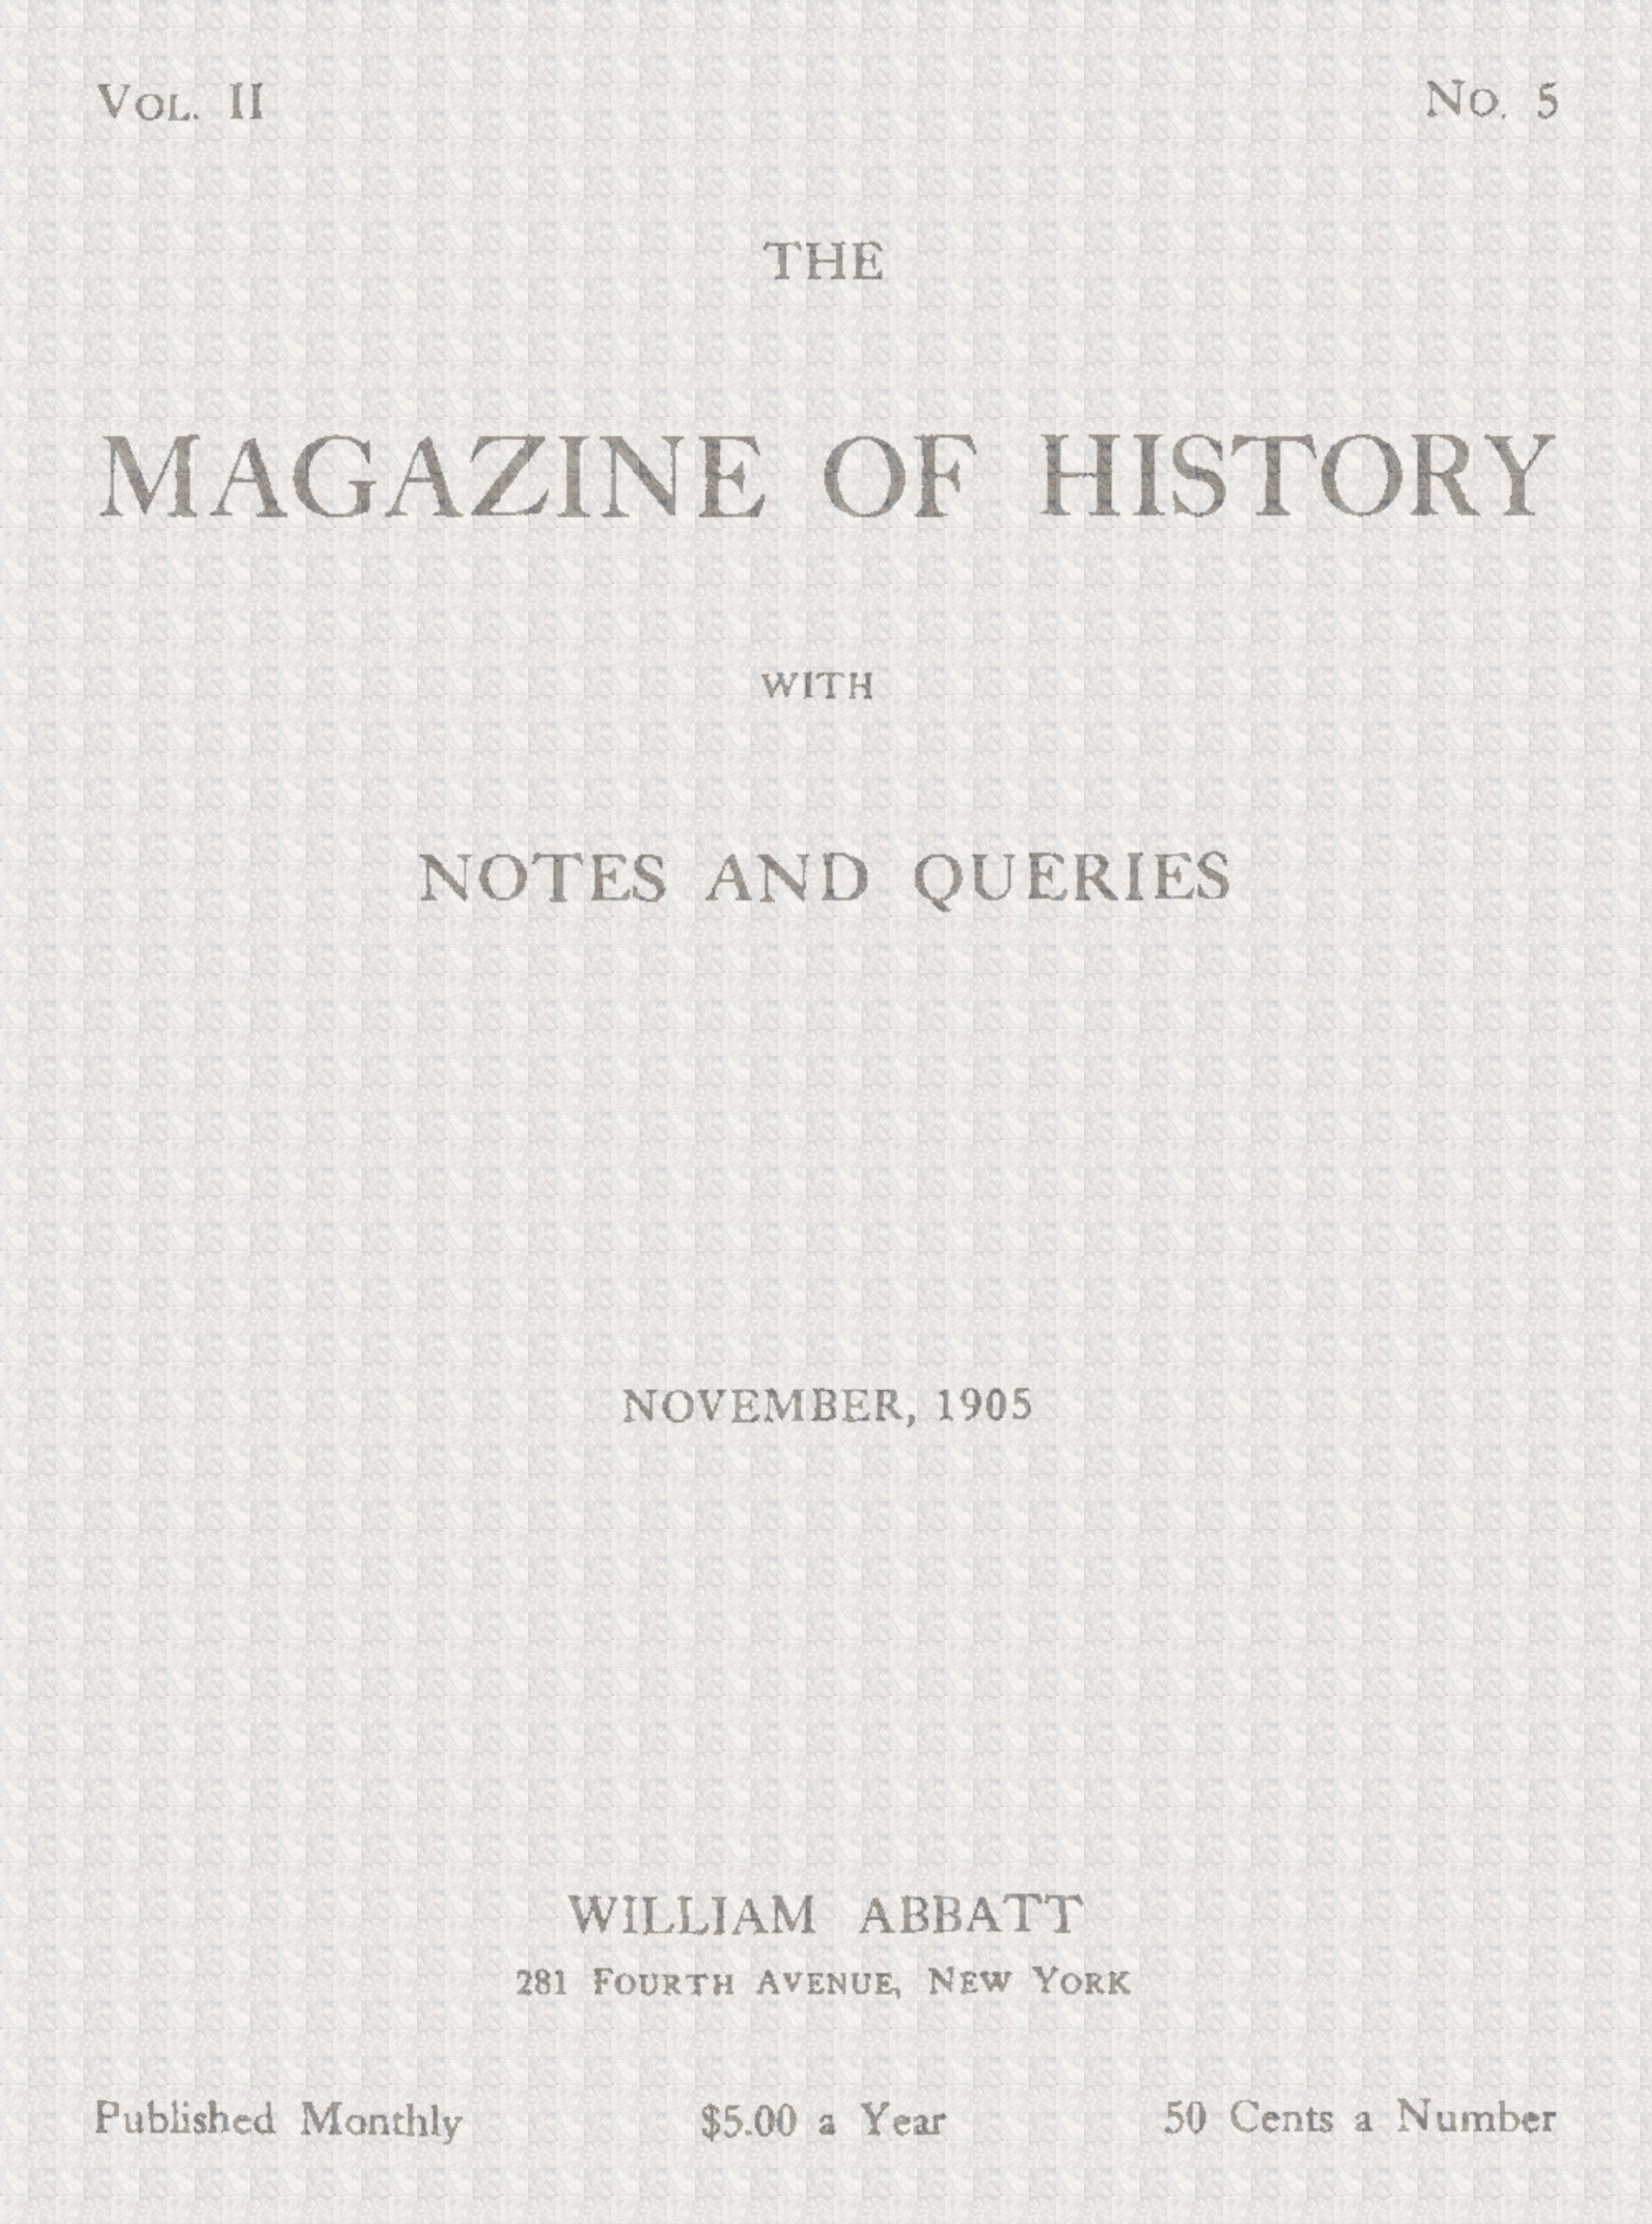 Vol. II No. 5
THE
MAGAZINE OF HISTORY
WITH
NOTES AND QUERIES
NOVEMBER, 1905
WILLIAM ABBATT
281 Fourth Avenue, New York
Published Monthly $5.00 a Year 50 Cents a Number